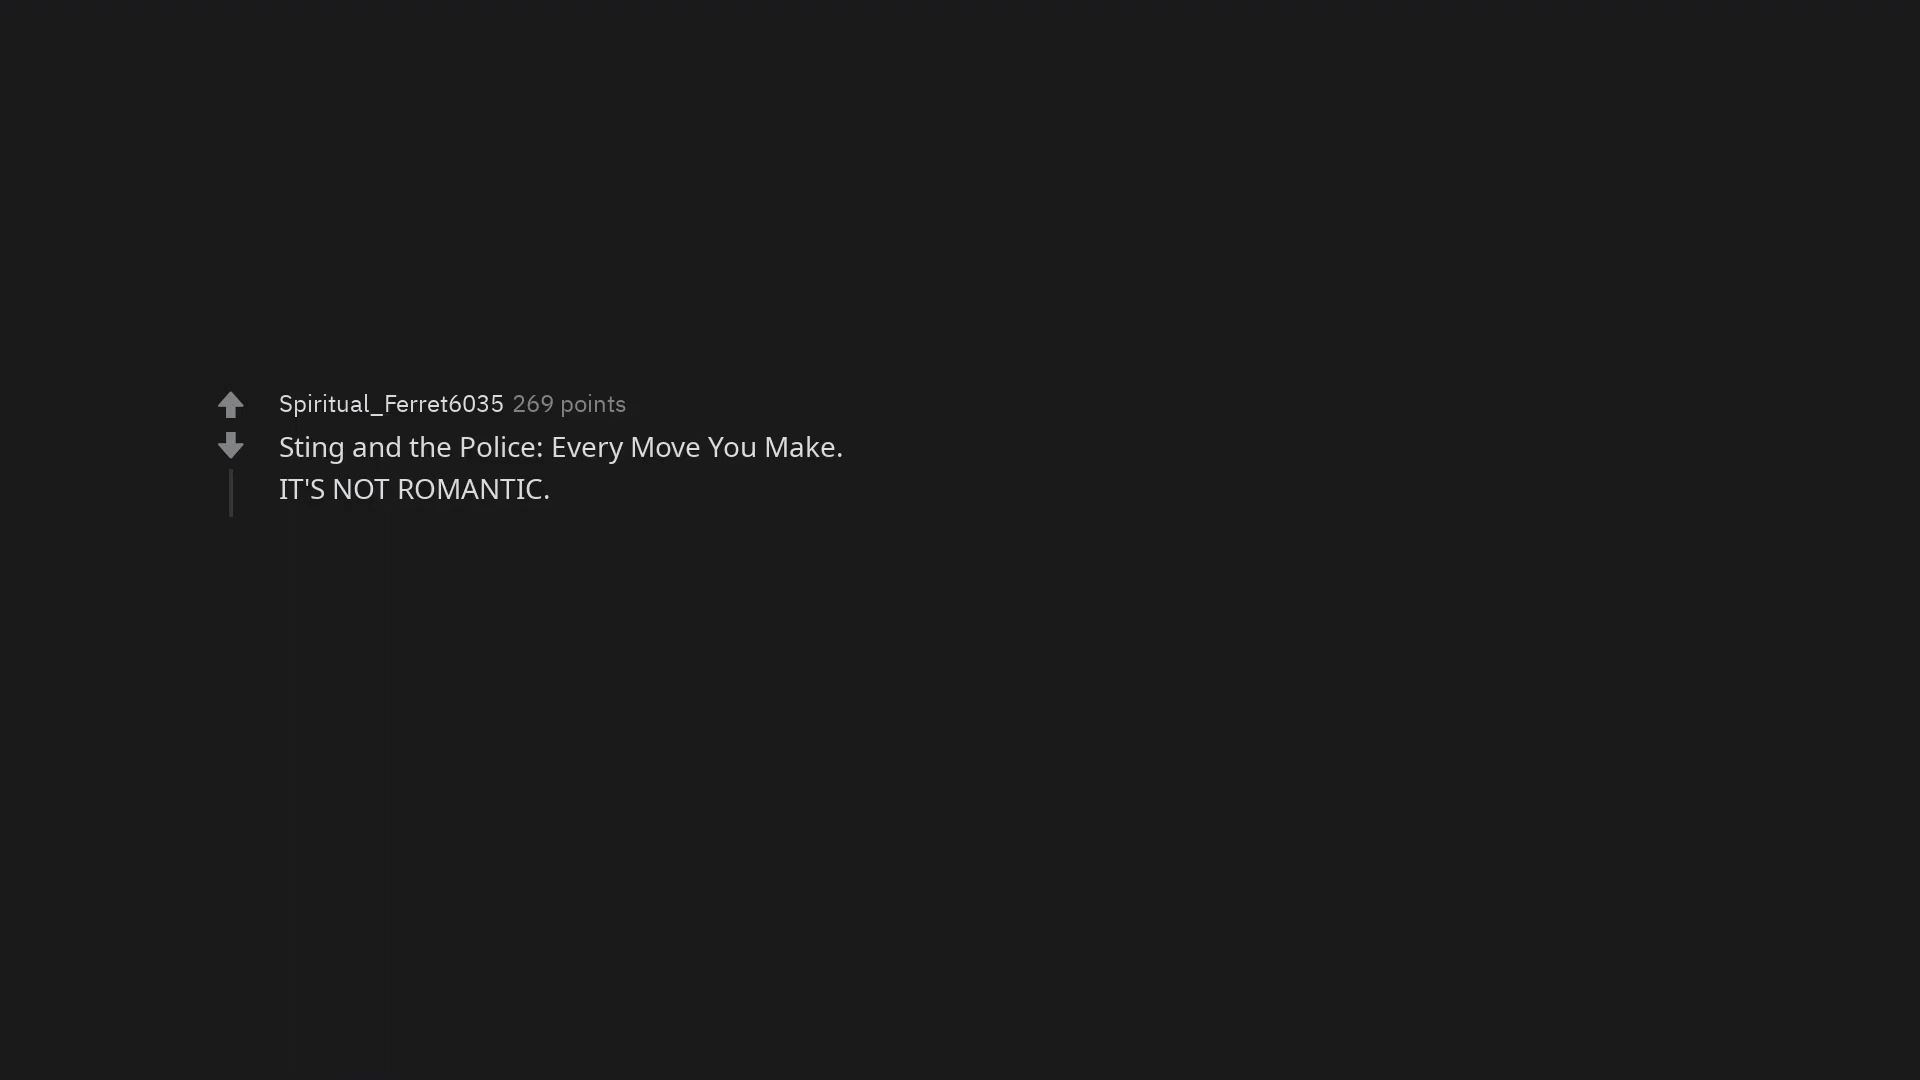 Spiritual_Ferret6035 269 points
Sting and the Police: Every Move You Make.
IT'S NOT ROMANTIC.